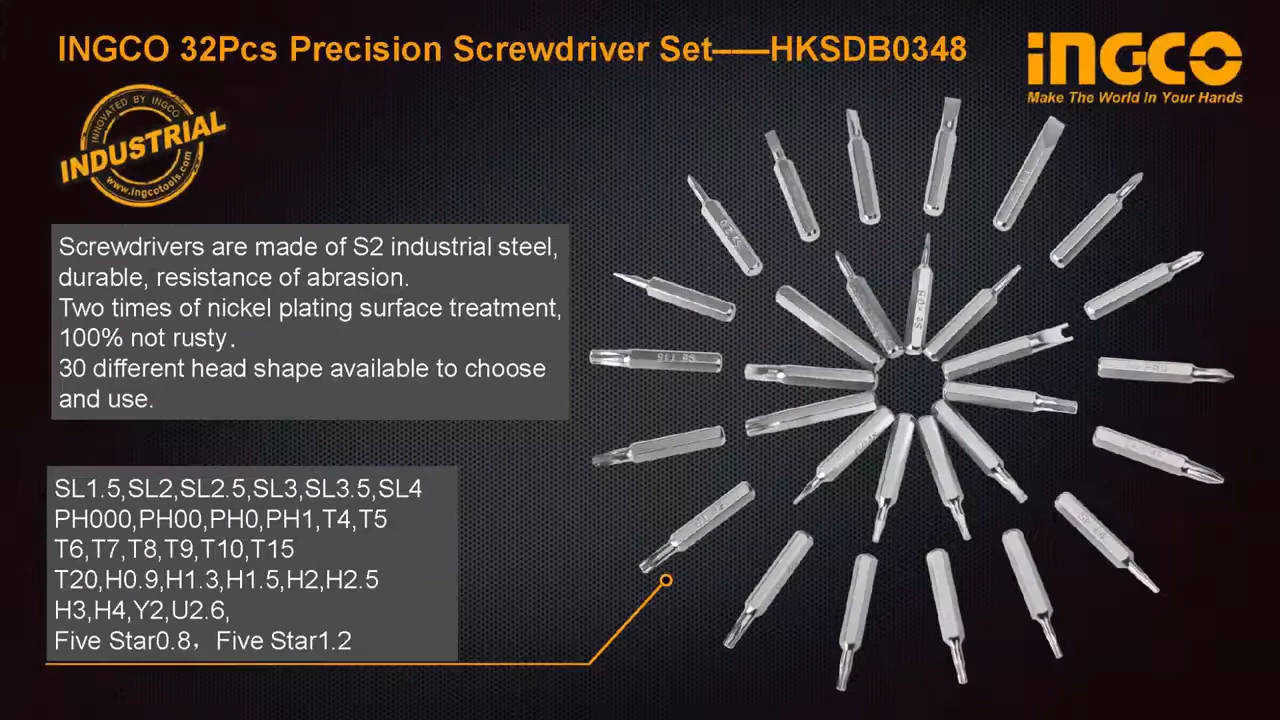 INGCO 32Pcs Precision Screwdriver Set——HKSDB0348
INGCO
Make The World In Your Hands
INNOVATED BY INGCO
INDUSTRIAL
www.ingcotools.com
Screwdrivers are made of S2 industrial steel,
durable, resistance of abrasion.
Two times of nickel plating surface treatment,
100% not rusty.
30 different head shape available to choose
and use.
SL1.5,SL2,SL2.5,SL3,SL3.5,SL4
PH000,PH00,PH0,PH1,T4,T5
T6,T7,T8,T9,T10,T15
T20,H0.9,H1.3,H1.5,H2,H2.5
H3,H4,Y2,U2.6,
Five Star0.8，Five Star1.2
S2 T15